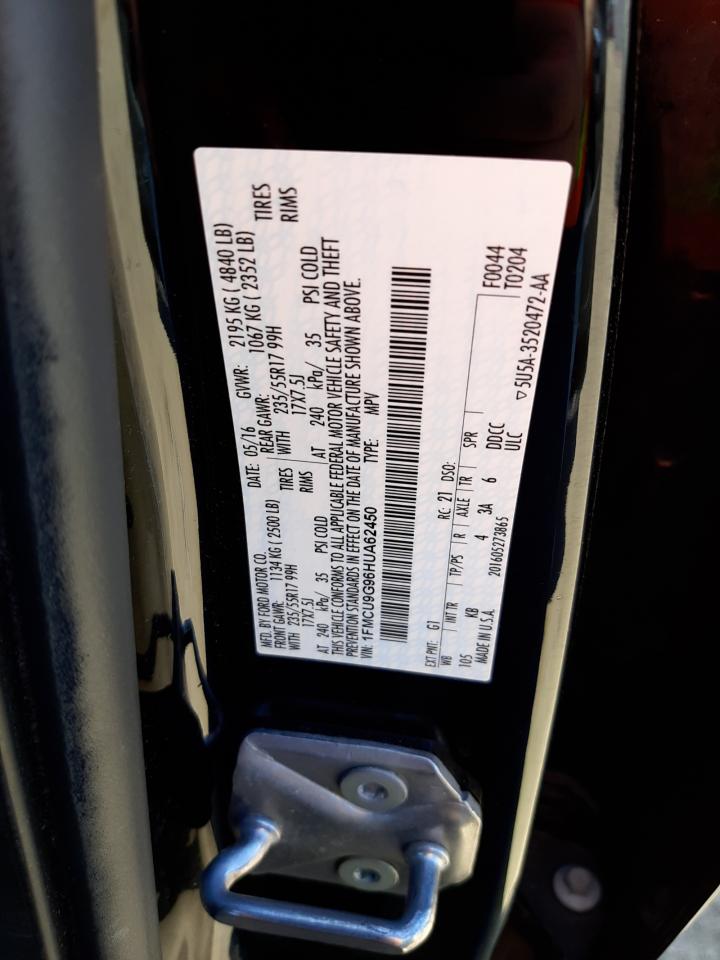 MFD. BY FORD MOTOR CO.
DATE: 05/16 GVWR: 2195 KG ( 4840 LB)
FRONT GAWR: 1134 KG ( 2500 LB) REAR GAWR: 1067 KG ( 2352 LB)
WITH 235/55R17 99H TIRES WITH 235/55R17 99H TIRES
17X7.5J RIMS 17X7.5J RIMS
AT 240 kPa/ 35 PSI COLD AT 240 kPa/ 35 PSI COLD
THIS VEHICLE CONFORMS TO ALL APPLICABLE FEDERAL MOTOR VEHICLE SAFETY AND THEFT
PREVENTION STANDARDS IN EFFECT ON THE DATE OF MANUFACTURE SHOWN ABOVE.
VIN: 1FMCU9G96HUA62450 TYPE: MPV
EXT PNT: G1 RC: 21 DSO: F0044
WB INT TR TP/PS R AXLE TR SPR T0204
105 KB 4 3A 6 DDCC
MADE IN U.S.A. 201605273865 ULC ▽5U5A-3520472-AA